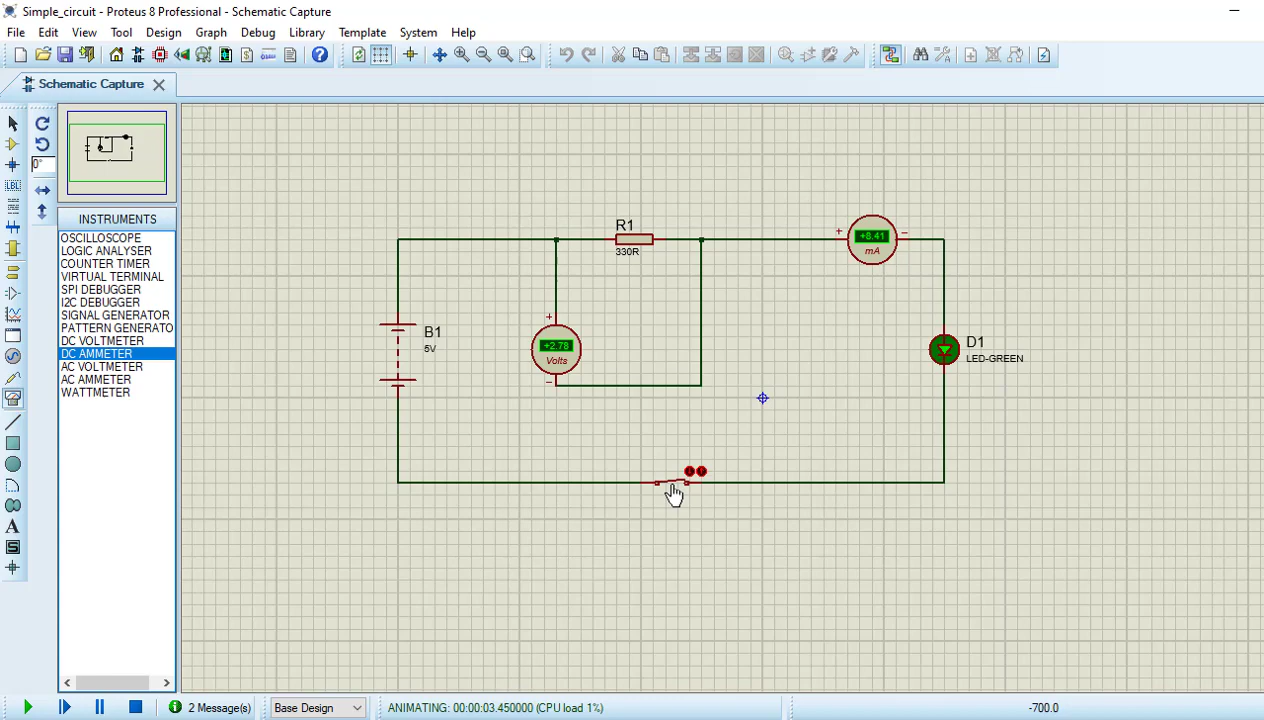 Simple_circuit - Proteus 8 Professional - Schematic Capture
File Edit View Tool Design Graph Debug Library Template System Help
Schematic Capture
0°
LBL
INSTRUMENTS
OSCILLOSCOPE
LOGIC ANALYSER
COUNTER TIMER
VIRTUAL TERMINAL
SPI DEBUGGER
I2C DEBUGGER
SIGNAL GENERATOR
PATTERN GENERATO
DC VOLTMETER
DC AMMETER
AC VOLTMETER
AC AMMETER
WATTMETER
A
S
R1
330R
+
+8.41
−
mA
B1
5V
+
+2.78
Volts
−
D1
LED-GREEN
2 Message(s)
Base Design
ANIMATING: 00:00:03.450000 (CPU load 1%)
-700.0